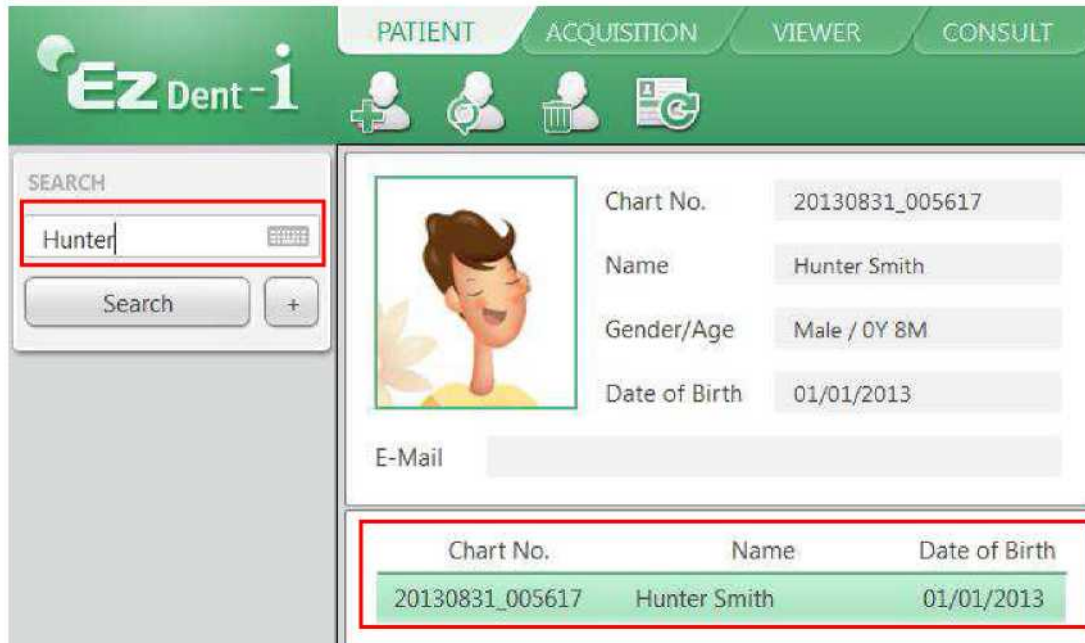 Ez Dent-i
PATIENT ACQUISITION VIEWER CONSULT
SEARCH
Hunter
Search +
Chart No. 20130831_005617
Name Hunter Smith
Gender/Age Male / 0Y 8M
Date of Birth 01/01/2013
E-Mail
Chart No. Name Date of Birth
20130831_005617 Hunter Smith 01/01/2013